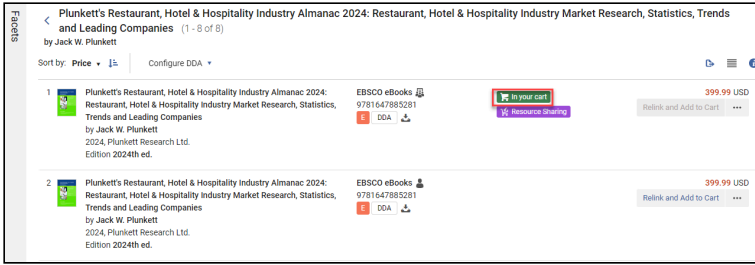 Facets
Plunkett's Restaurant, Hotel & Hospitality Industry Almanac 2024: Restaurant, Hotel & Hospitality Industry Market Research, Statistics, Trends
and Leading Companies (1 - 8 of 8)
by Jack W. Plunkett
Sort by: Price Configure DDA
1 Plunkett's Restaurant, Hotel & Hospitality Industry Almanac 2024: EBSCO eBooks In your cart 399.99 USD
Restaurant, Hotel & Hospitality Industry Market Research, Statistics, 9781647885281 Resource Sharing Relink and Add to Cart ...
Trends and Leading Companies E DDA
by Jack W. Plunkett
2024, Plunkett Research Ltd.
Edition 2024th ed.
2 Plunkett's Restaurant, Hotel & Hospitality Industry Almanac 2024: EBSCO eBooks 399.99 USD
Restaurant, Hotel & Hospitality Industry Market Research, Statistics, 9781647885281 Relink and Add to Cart ...
Trends and Leading Companies E DDA
by Jack W. Plunkett
2024, Plunkett Research Ltd.
Edition 2024th ed.